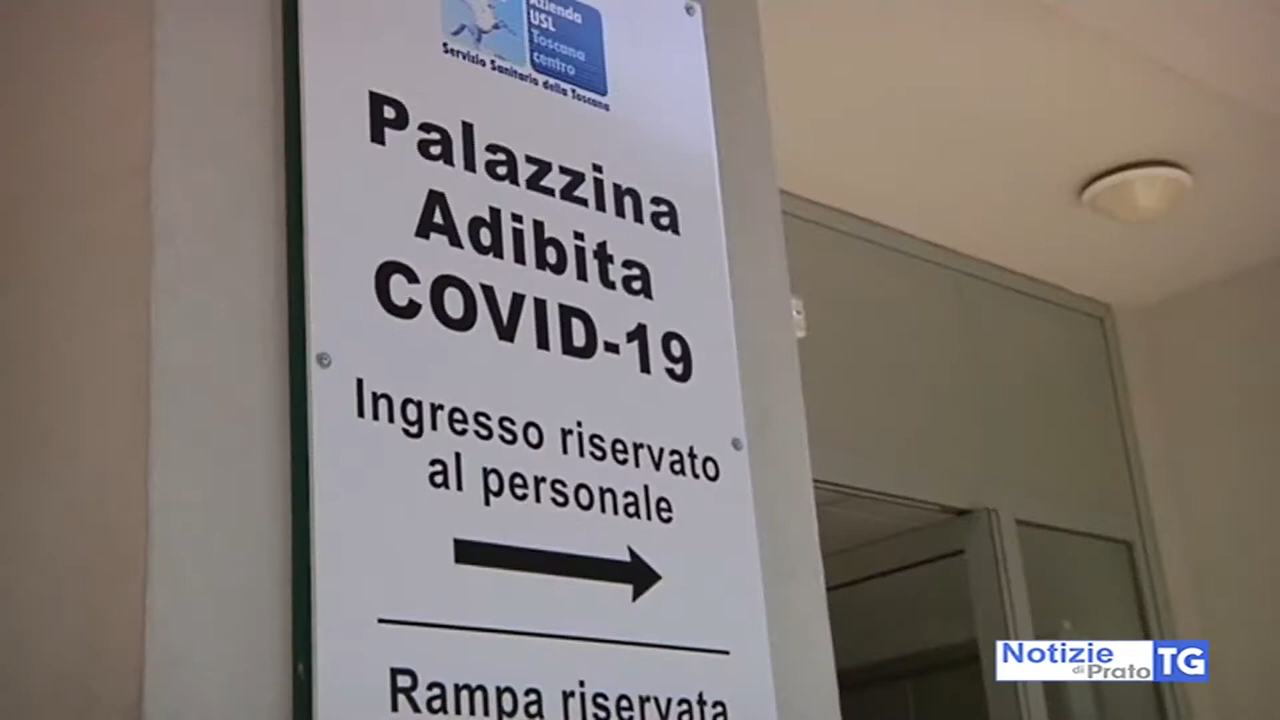 Azienda
USL
Toscana
centro
Servizio Sanitario della Toscana
Palazzina
Adibita
COVID-19
Ingresso riservato
al personale
Rampa riservata
Notizie
di Prato TG